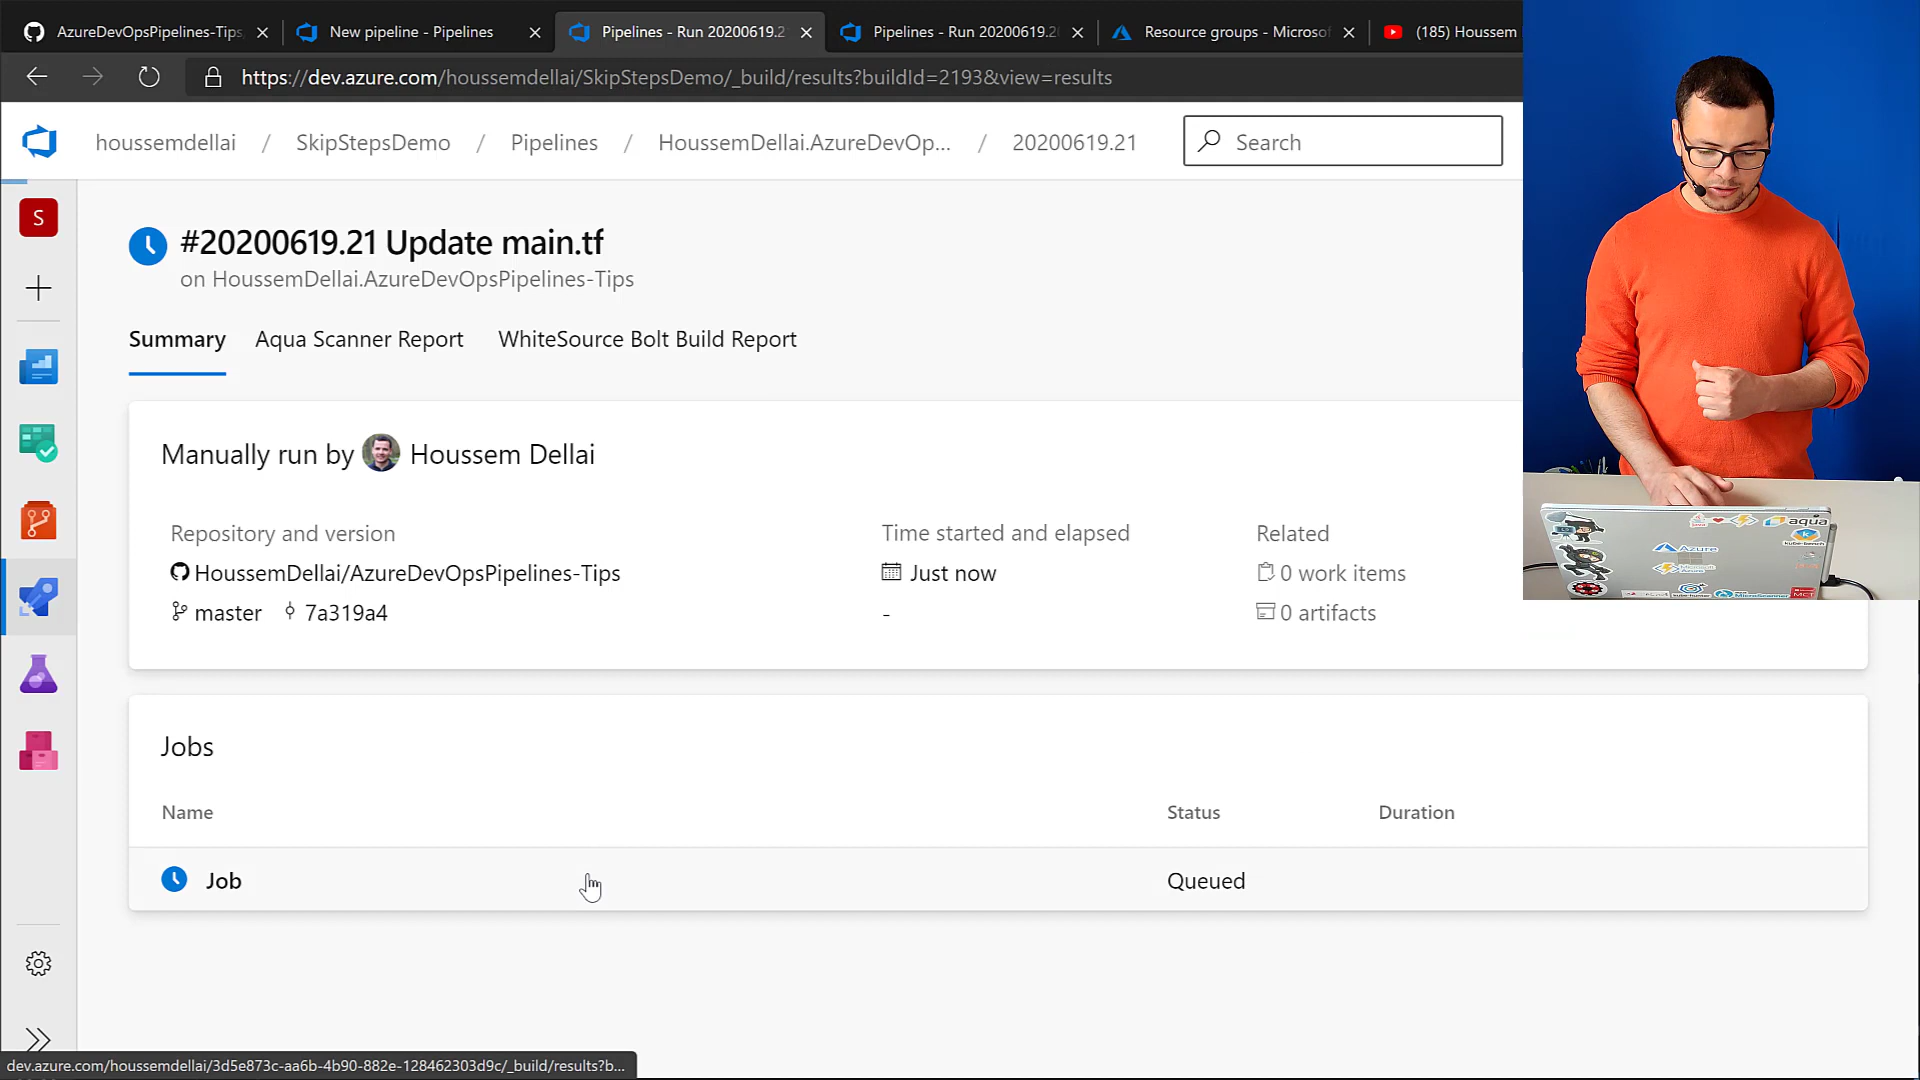 AzureDevOpsPipelines-Tips
New pipeline - Pipelines
Pipelines - Run 20200619.2
Pipelines - Run 20200619.2
Resource groups - Microsof
(185) Houssem
https://dev.azure.com/houssemdellai/SkipStepsDemo/_build/results?buildId=2193&view=results
houssemdellai / SkipStepsDemo / Pipelines / HoussemDellai.AzureDevOp... / 20200619.21
Search
S
#20200619.21 Update main.tf
on HoussemDellai.AzureDevOpsPipelines-Tips
Summary
Aqua Scanner Report
WhiteSource Bolt Build Report
Manually run by Houssem Dellai
Repository and version
Time started and elapsed
Related
HoussemDellai/AzureDevOpsPipelines-Tips
Just now
0 work items
master
7a319a4
-
0 artifacts
Jobs
Name
Status
Duration
Job
Queued
dev.azure.com/houssemdellai/3d5e873c-aa6b-4b90-882e-128462303d9c/_build/results?b...
aqua
Azure
MCT